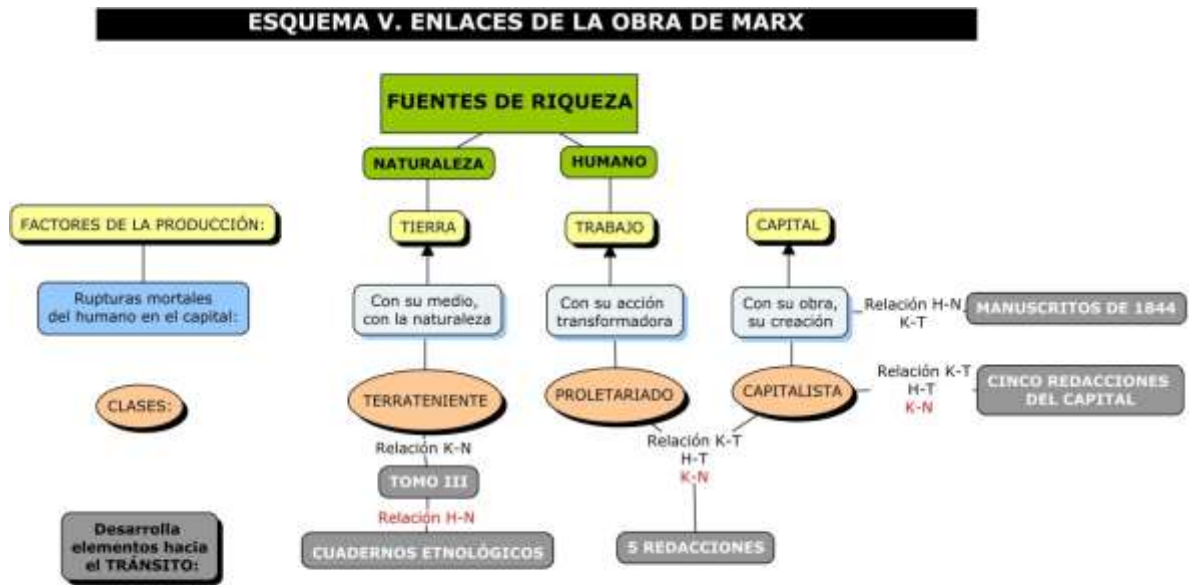 ESQUEMA V. ENLACES DE LA OBRA DE MARX
FUENTES DE RIQUEZA
NATURALEZA
HUMANO
FACTORES DE LA PRODUCCIÓN:
TIERRA
TRABAJO
CAPITAL
Rupturas mortales
del humano en el capital:
Con su medio,
con la naturaleza
Con su acción
transformadora
Con su obra,
su creación
Relación H-N
K-T
MANUSCRITOS DE 1844
CLASES:
TERRATENIENTE
PROLETARIADO
CAPITALISTA
Relación K-T
H-T
K-N
CINCO REDACCIONES
DEL CAPITAL
Relación K-N
Relación K-T
H-T
K-N
TOMO III
Relación H-N
Desarrolla
elementos hacia
el TRÁNSITO:
CUADERNOS ETNOLÓGICOS
5 REDACCIONES